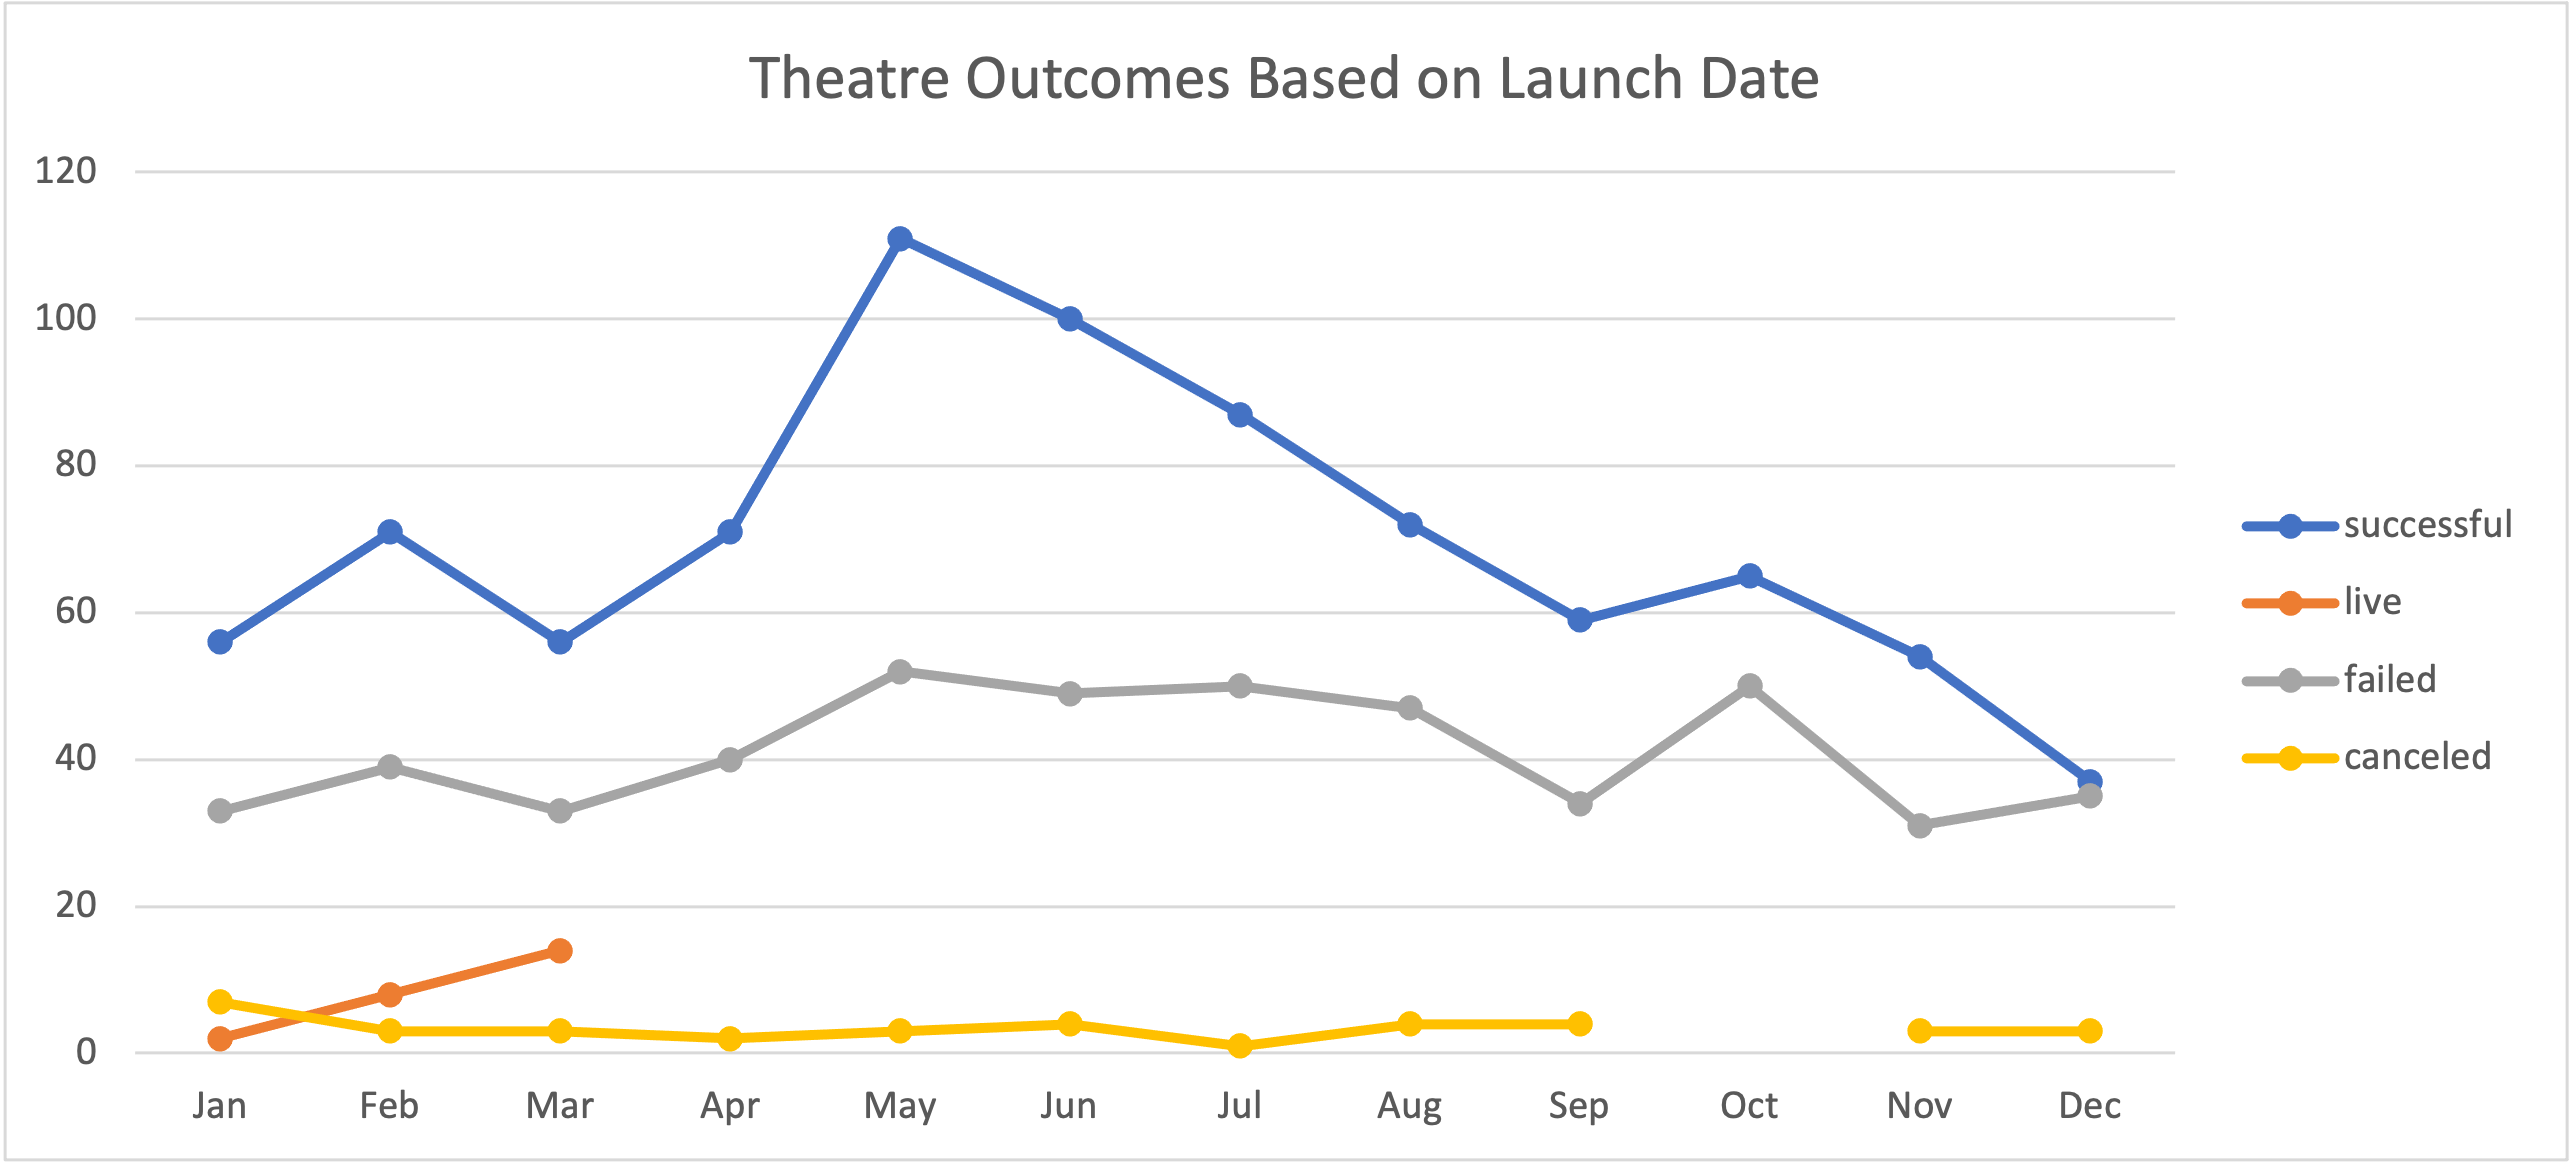 Theatre Outcomes Based on Launch Date
120
100
80
60
40
20
0
Jan Feb Mar Apr May Jun Jul Aug Sep Oct Nov Dec
successful
live
failed
canceled